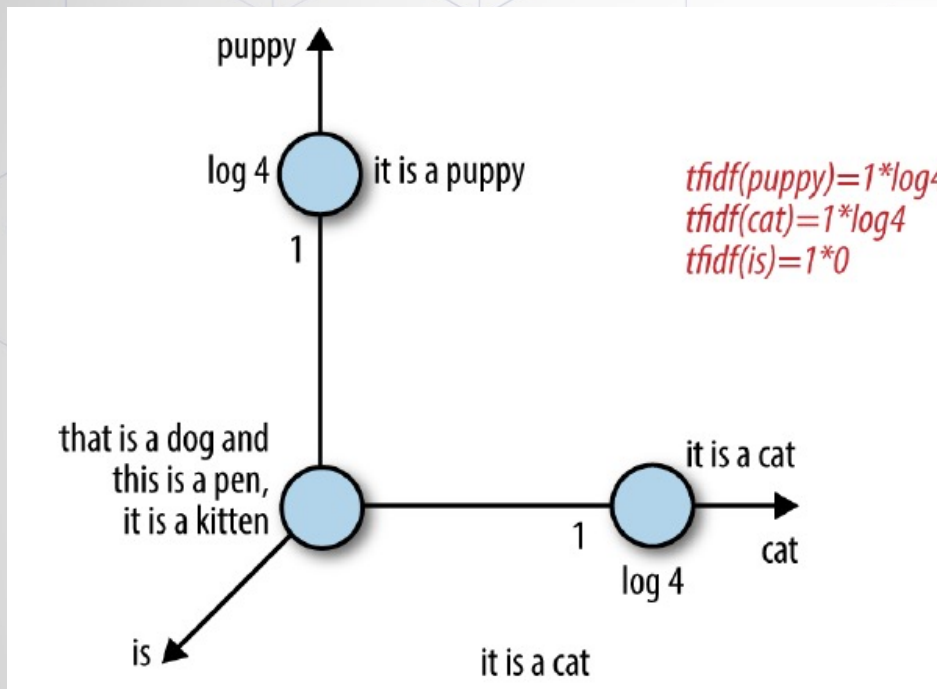 puppy
log 4
it is a puppy
1
tfidf(puppy)=1*log4
tfidf(cat)=1*log4
tfidf(is)=1*0
that is a dog and
this is a pen,
it is a kitten
it is a cat
1
cat
log 4
is
it is a cat